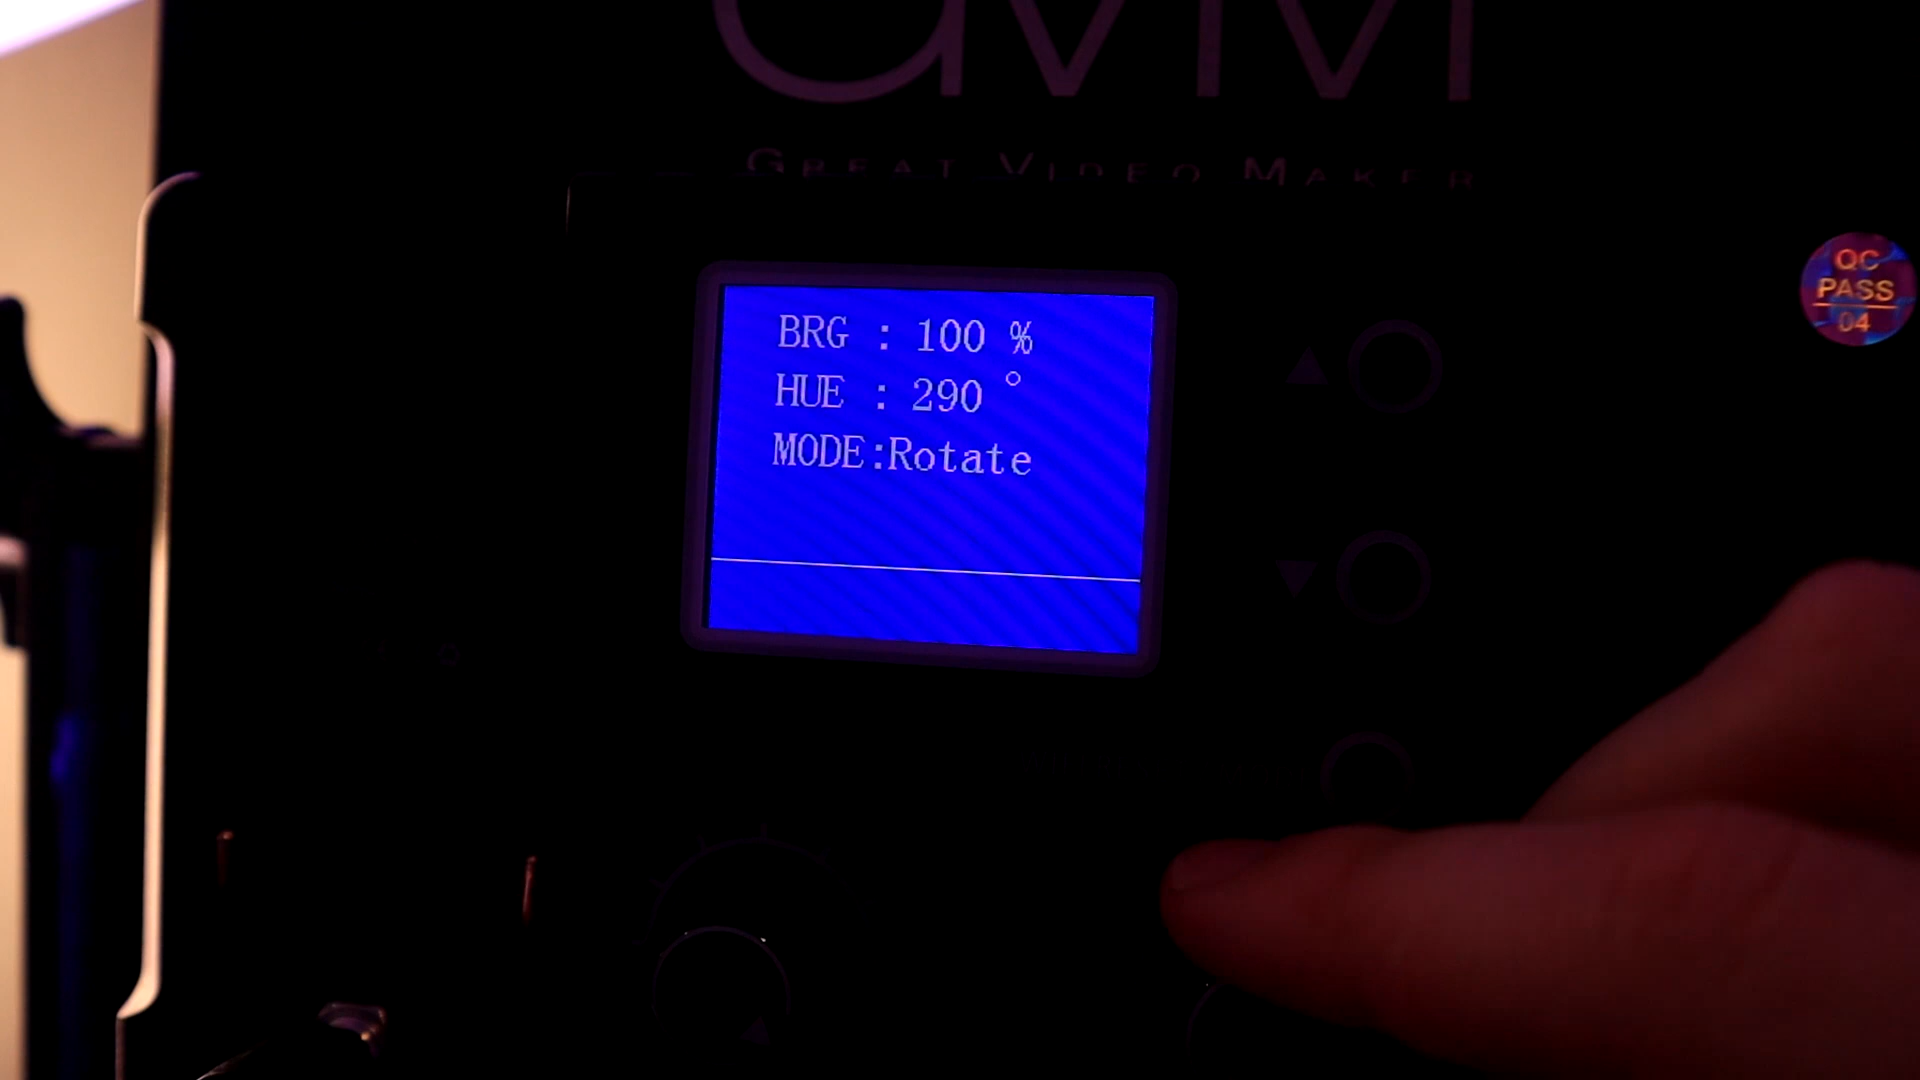 GVM
GREAT VIDEO MAKER
BRG : 100 %
HUE : 290 °
MODE:Rotate
QC
PASS
04